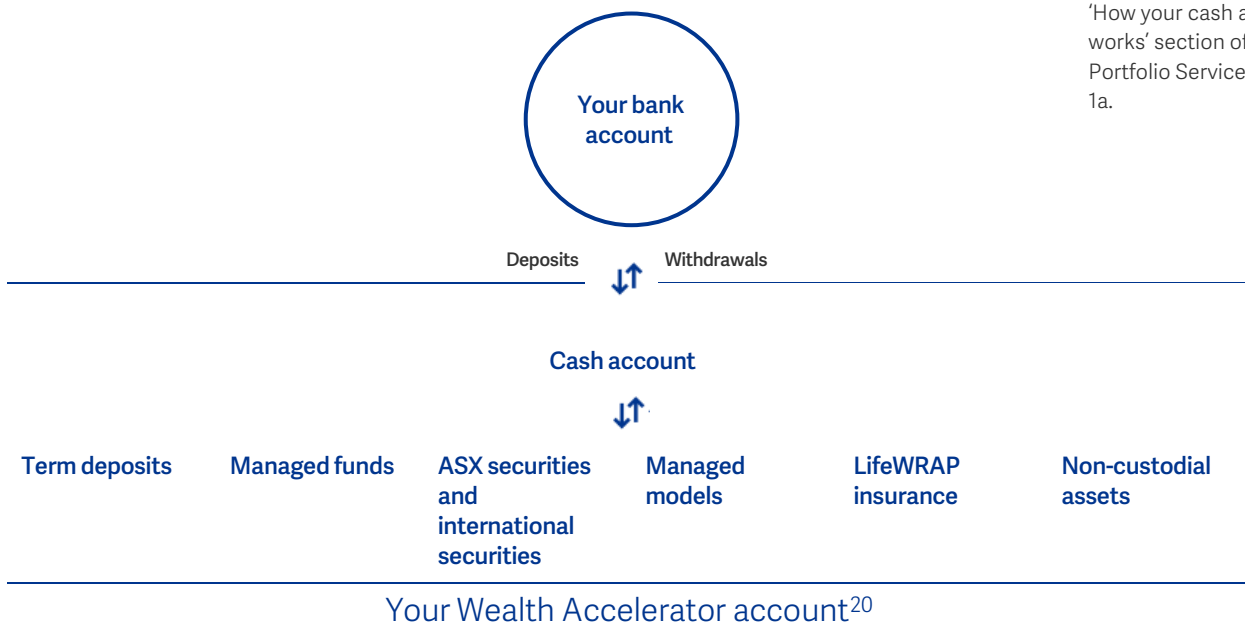 ‘How your cash a
works’ section of
Portfolio Service
1a.
Your bank
account
Deposits
Withdrawals
Cash account
Term deposits
Managed funds
ASX securities
and
international
securities
Managed
models
LifeWRAP
insurance
Non-custodial
assets
Your Wealth Accelerator account20